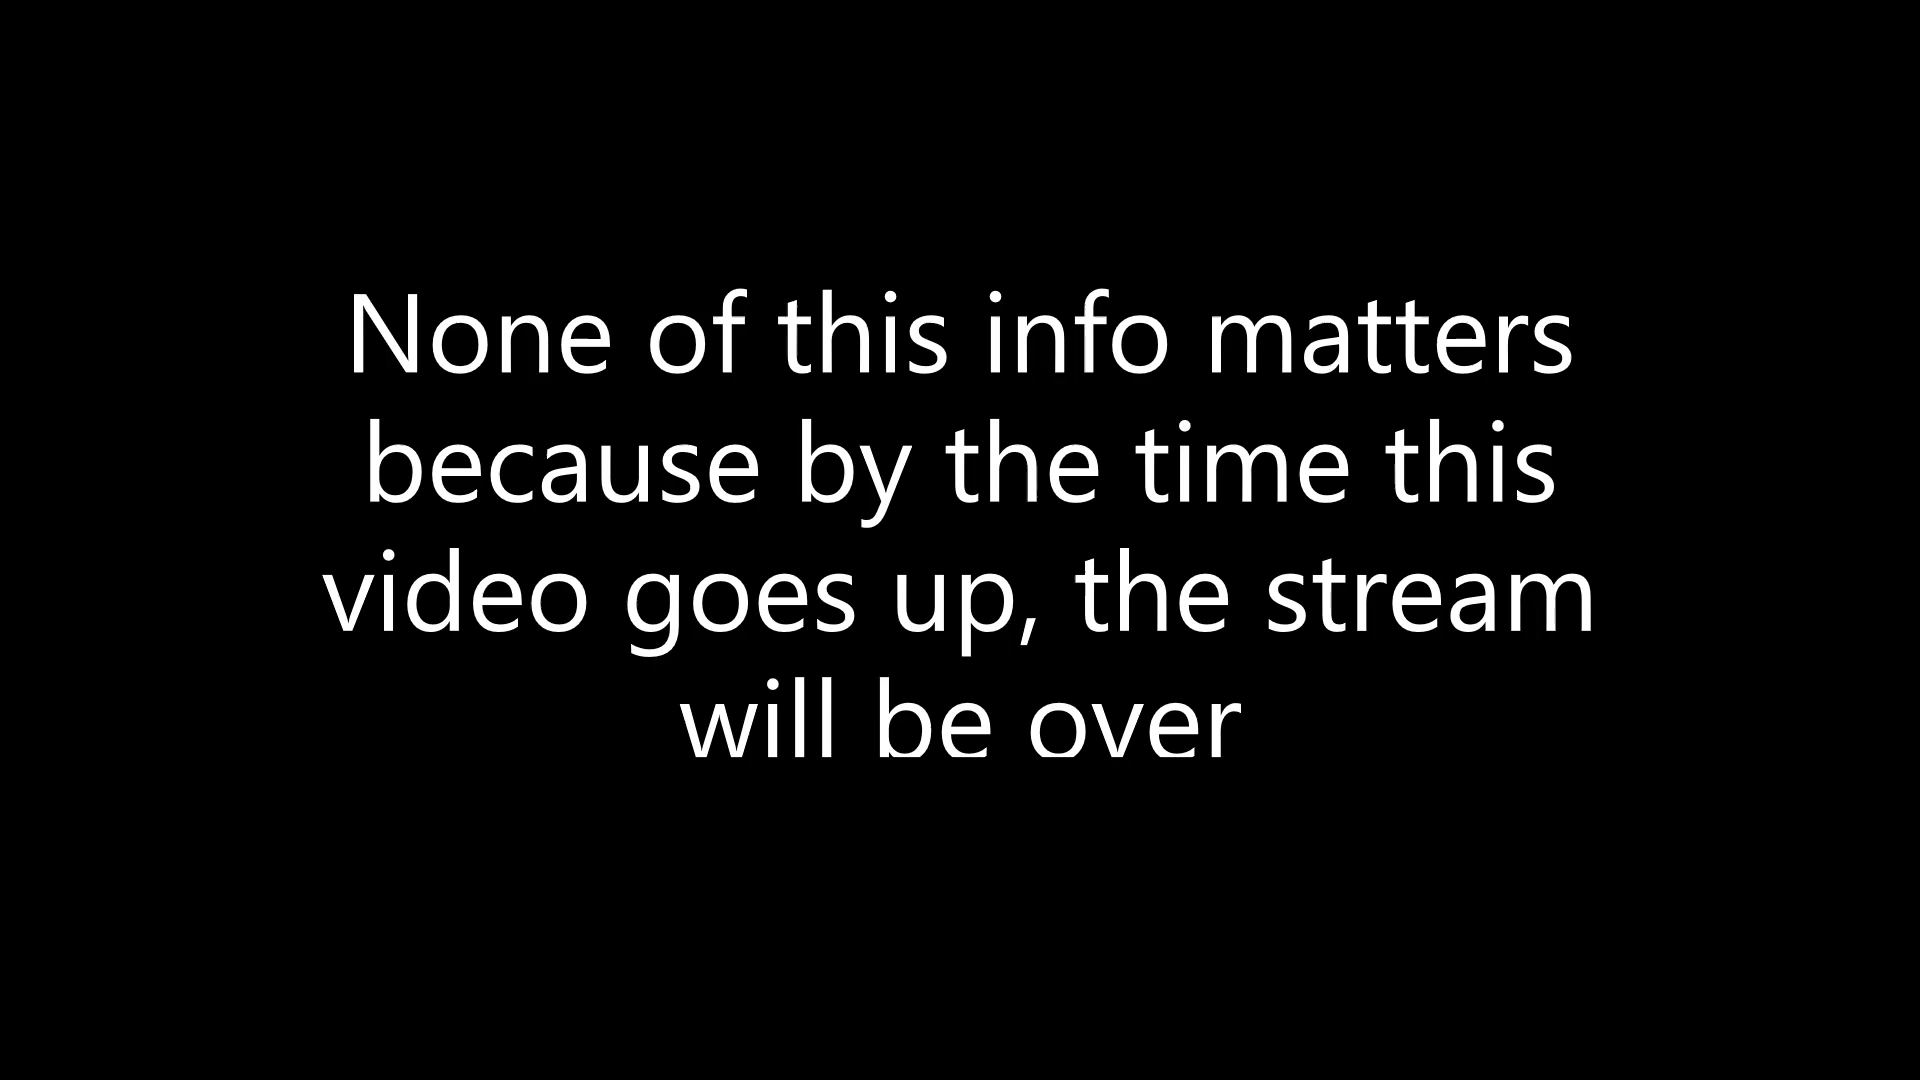 None of this info matters
because by the time this
video goes up, the stream
will be over